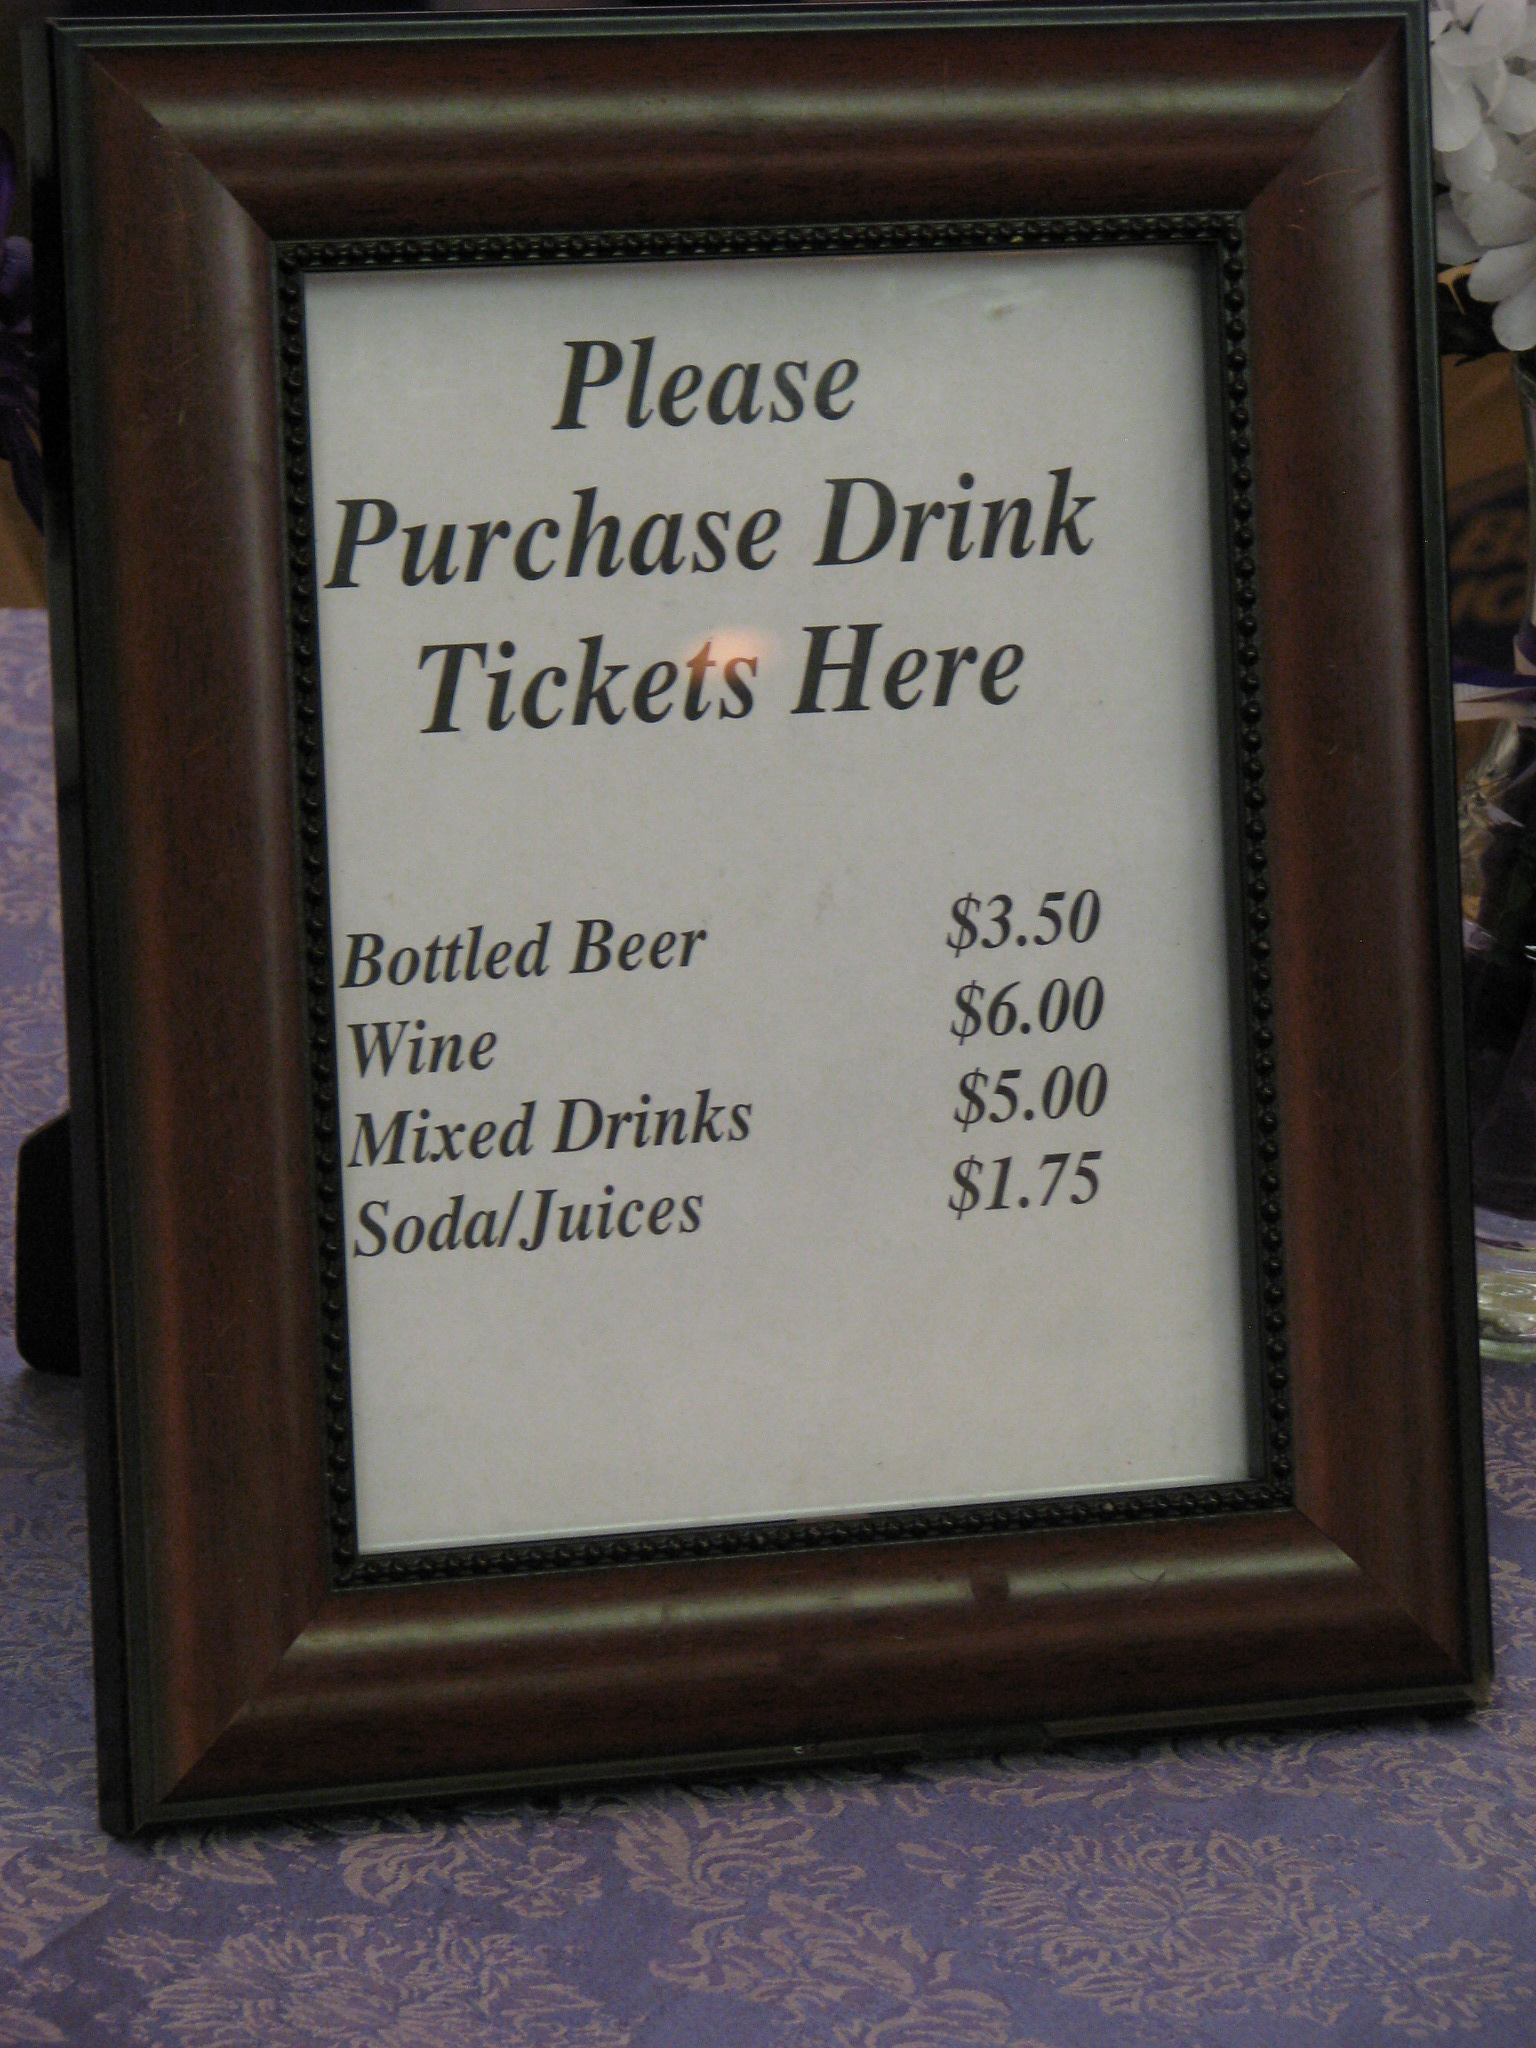 Please
Purchase Drink
Tickets Here
Bottled Beer $3.50
Wine $6.00
Mixed Drinks $5.00
Soda/Juices $1.75